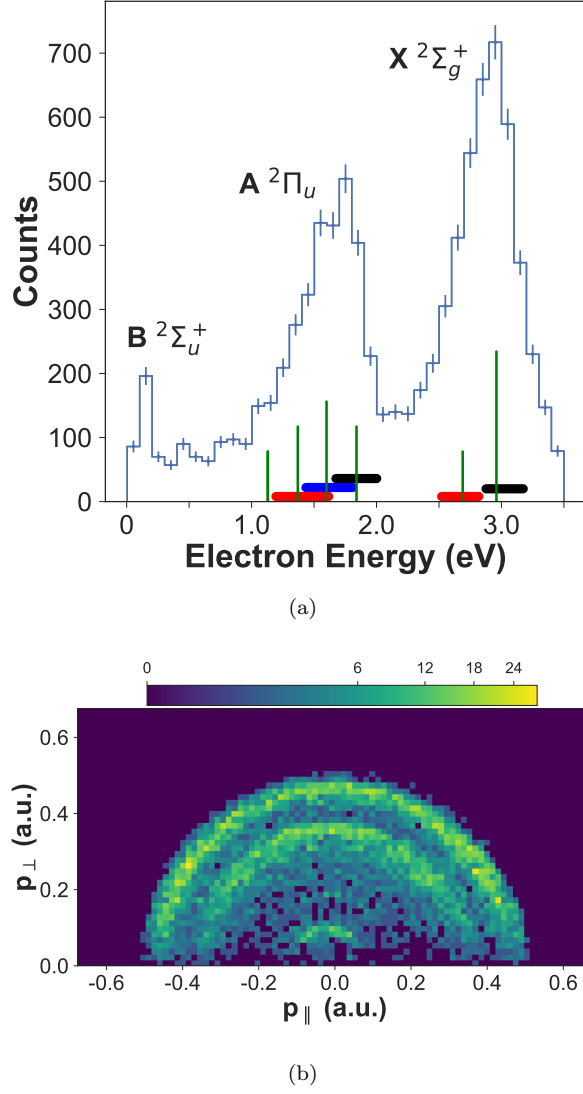 700
600
500
400
300
200
100
0
Counts
X ²Σg⁺
A ²Πu
B ²Σu⁺
0 1.0 2.0 3.0
Electron Energy (eV)
(a)
0 6 12 18 24
0.6
0.4
0.2
0.0
p⊥ (a.u.)
-0.6 -0.4 -0.2 0.0 0.2 0.4 0.6
p∥ (a.u.)
(b)